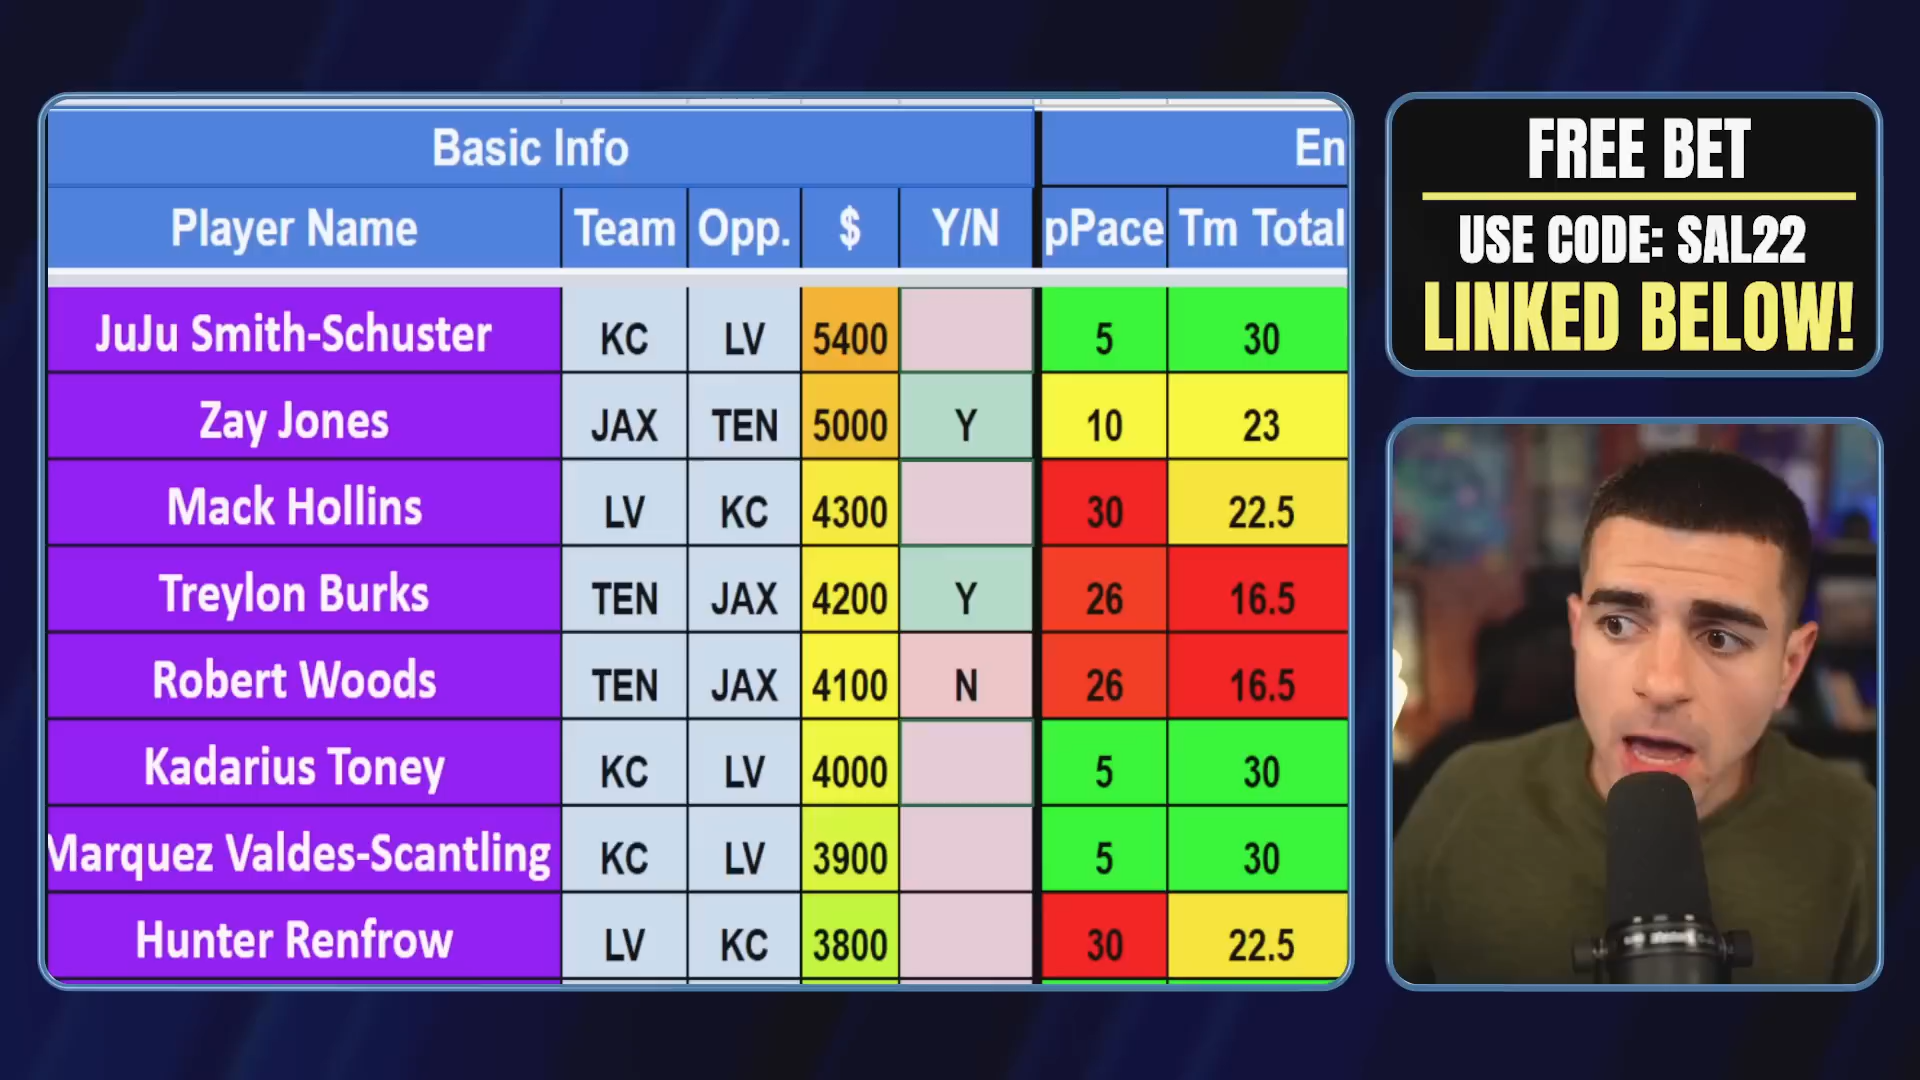 Basic Info En
Player Name Team Opp. $ Y/N pPace Tm Total
JuJu Smith-Schuster KC LV 5400 5 30
Zay Jones JAX TEN 5000 Y 10 23
Mack Hollins LV KC 4300 30 22.5
Treylon Burks TEN JAX 4200 Y 26 16.5
Robert Woods TEN JAX 4100 N 26 16.5
Kadarius Toney KC LV 4000 5 30
Marquez Valdes-Scantling KC LV 3900 5 30
Hunter Renfrow LV KC 3800 30 22.5
FREE BET
USE CODE: SAL22
LINKED BELOW!